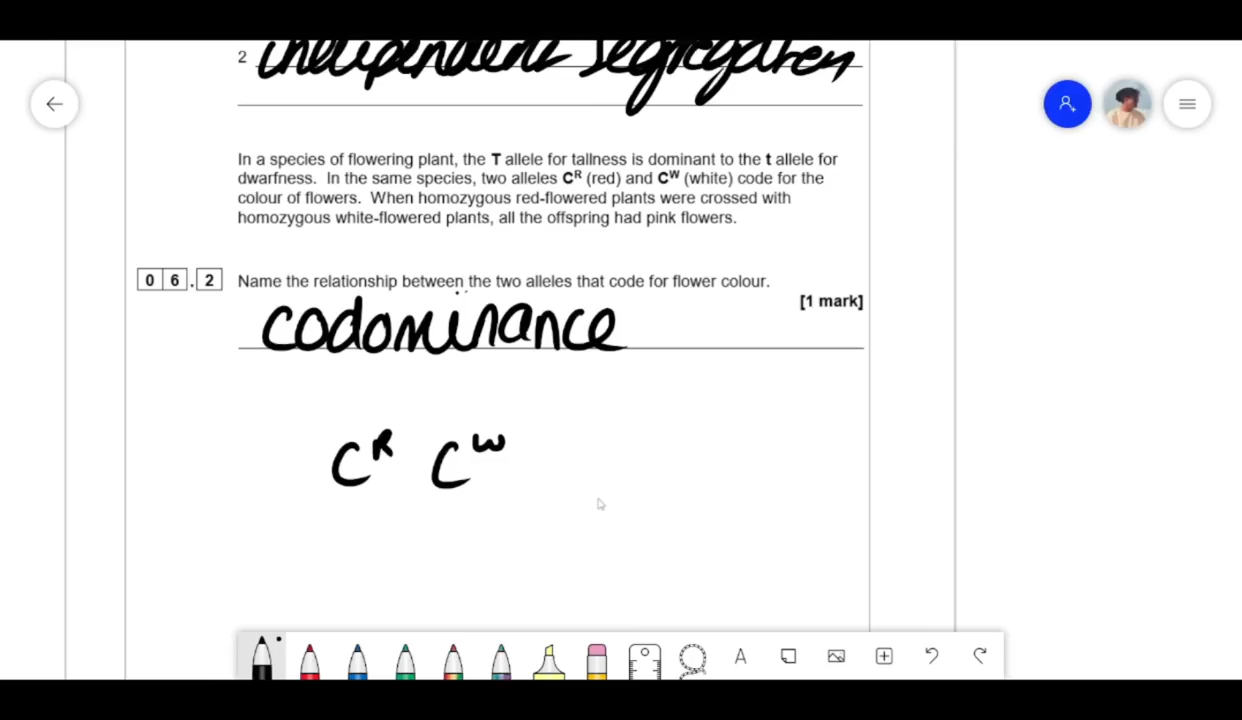 2 independent segregation
In a species of flowering plant, the T allele for tallness is dominant to the t allele for
dwarfness. In the same species, two alleles Cᴿ (red) and Cᵂ (white) code for the
colour of flowers. When homozygous red-flowered plants were crossed with
homozygous white-flowered plants, all the offspring had pink flowers.
0 6 . 2 Name the relationship between the two alleles that code for flower colour.
[1 mark]
codominance
Cᴿ Cᵂ
A